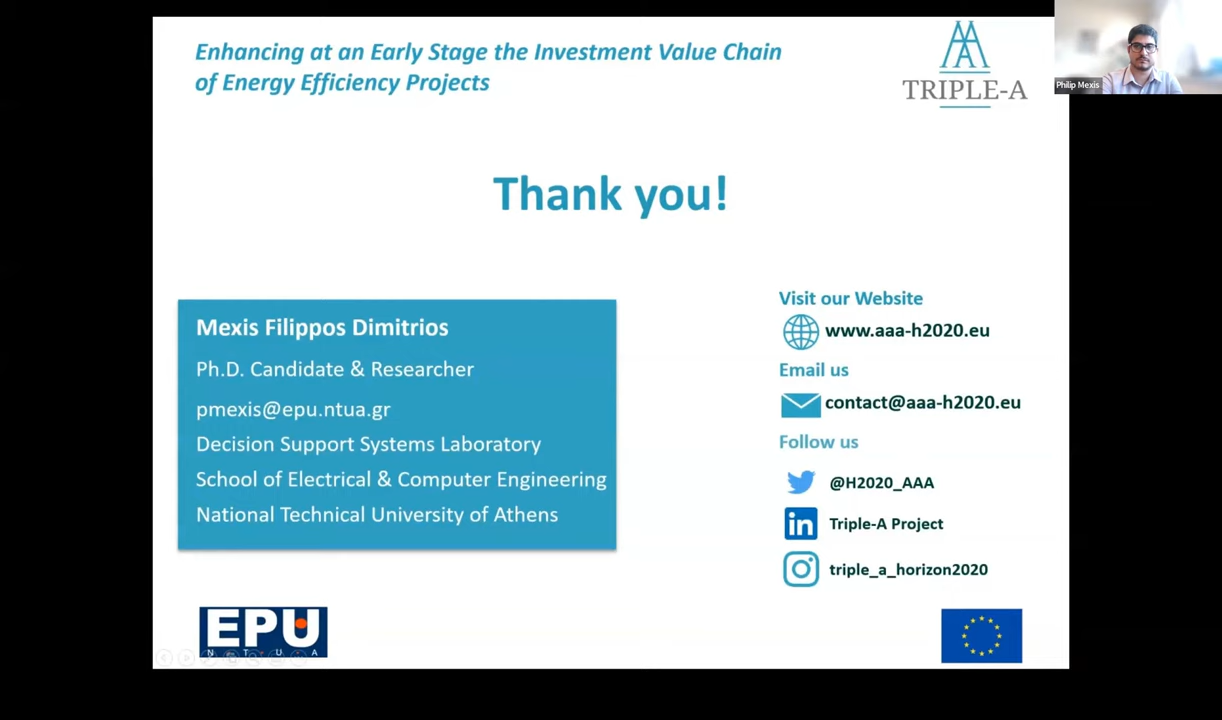 Enhancing at an Early Stage the Investment Value Chain
of Energy Efficiency Projects
TRIPLE-A
Philip Mexis
Thank you!
Mexis Filippos Dimitrios
Ph.D. Candidate & Researcher
pmexis@epu.ntua.gr
Decision Support Systems Laboratory
School of Electrical & Computer Engineering
National Technical University of Athens
Visit our Website
www.aaa-h2020.eu
Email us
contact@aaa-h2020.eu
Follow us
@H2020_AAA
in
Triple-A Project
triple_a_horizon2020
EPU
N T U A